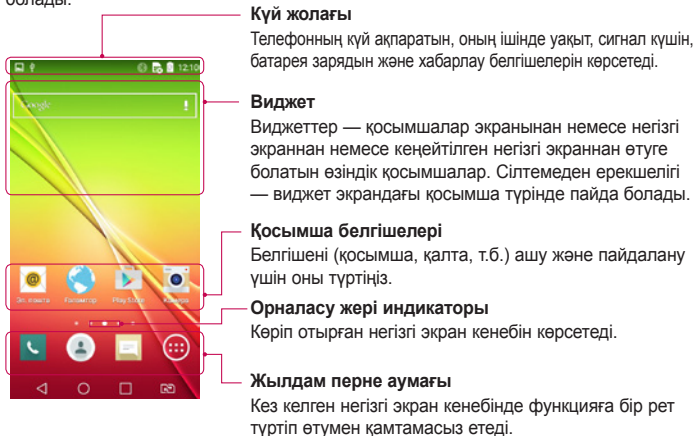 болады.
Күй жолағы
Телефонның күй ақпаратын, оның ішінде уақыт, сигнал күшін,
батарея зарядын және хабарлау белгішелерін көрсетеді.
12:10
Google
Виджет
Виджеттер — қосымшалар экранынан немесе негізгі
экраннан немесе кеңейтілген негізгі экраннан өтуге
болатын өзіндік қосымшалар. Сілтемеден ерекшелігі
— виджет экрандағы қосымша түрінде пайда болады.
Қосымша белгішелері
Белгішені (қосымша, қалта, т.б.) ашу және пайдалану
үшін оны түртіңіз.
Эл. пошта Ғаламтор Play Store Камера
Орналасу жері индикаторы
Көріп отырған негізгі экран кенебін көрсетеді.
Жылдам перне аумағы
Кез келген негізгі экран кенебінде функцияға бір рет
түртіп өтумен қамтамасыз етеді.